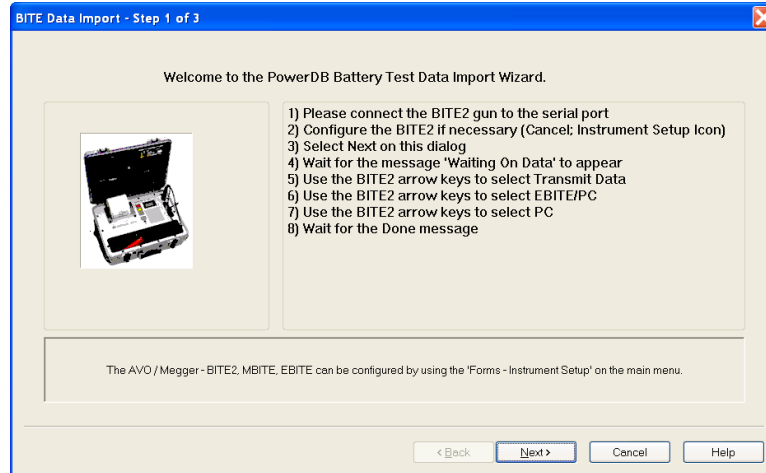 BITE Data Import - Step 1 of 3
Welcome to the PowerDB Battery Test Data Import Wizard.
1) Please connect the BITE2 gun to the serial port
2) Configure the BITE2 if necessary (Cancel; Instrument Setup Icon)
3) Select Next on this dialog
4) Wait for the message 'Waiting On Data' to appear
5) Use the BITE2 arrow keys to select Transmit Data
6) Use the BITE2 arrow keys to select EBITE/PC
7) Use the BITE2 arrow keys to select PC
8) Wait for the Done message
The AVO / Megger - BITE2, MBITE, EBITE can be configured by using the 'Forms - Instrument Setup' on the main menu.
< Back Next > Cancel Help